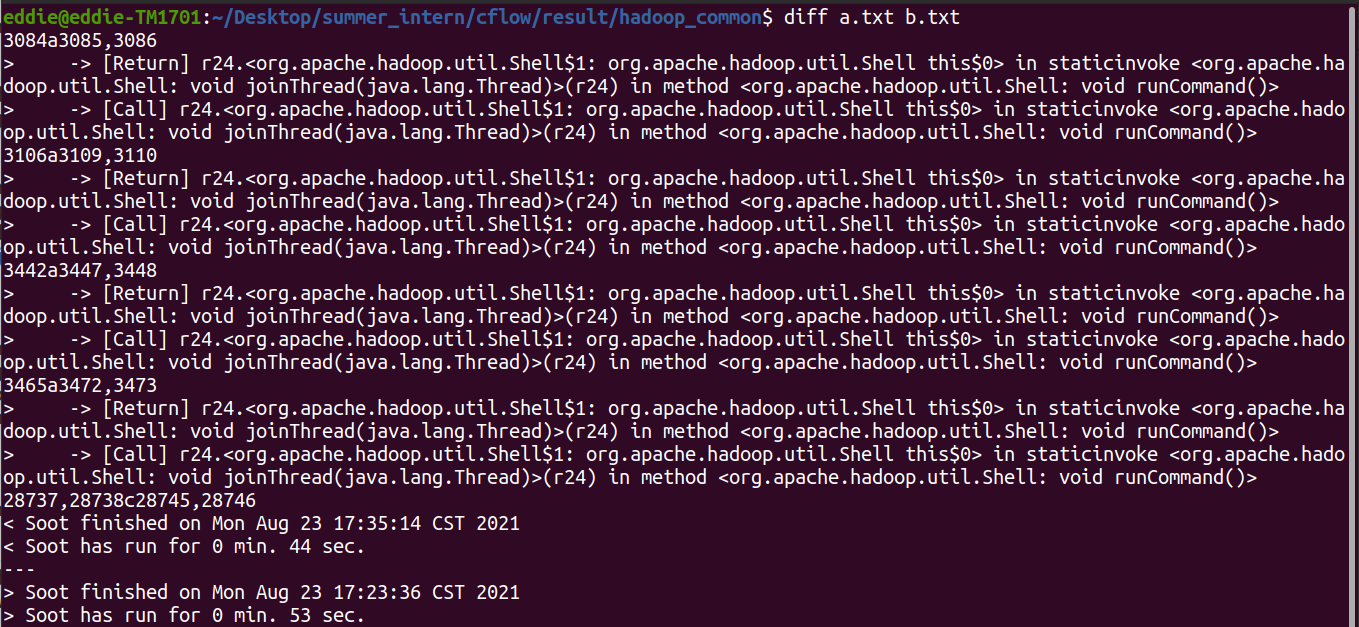 eddie@eddie-TM1701:~/Desktop/summer_intern/cflow/result/hadoop_common$ diff a.txt b.txt
3084a3085,3086
>     -> [Return] r24.<org.apache.hadoop.util.Shell$1: org.apache.hadoop.util.Shell this$0> in staticinvoke <org.apache.ha
doop.util.Shell: void joinThread(java.lang.Thread)>(r24) in method <org.apache.hadoop.util.Shell: void runCommand()>
>     -> [Call] r24.<org.apache.hadoop.util.Shell$1: org.apache.hadoop.util.Shell this$0> in staticinvoke <org.apache.hado
op.util.Shell: void joinThread(java.lang.Thread)>(r24) in method <org.apache.hadoop.util.Shell: void runCommand()>
3106a3109,3110
>     -> [Return] r24.<org.apache.hadoop.util.Shell$1: org.apache.hadoop.util.Shell this$0> in staticinvoke <org.apache.ha
doop.util.Shell: void joinThread(java.lang.Thread)>(r24) in method <org.apache.hadoop.util.Shell: void runCommand()>
>     -> [Call] r24.<org.apache.hadoop.util.Shell$1: org.apache.hadoop.util.Shell this$0> in staticinvoke <org.apache.hado
op.util.Shell: void joinThread(java.lang.Thread)>(r24) in method <org.apache.hadoop.util.Shell: void runCommand()>
3442a3447,3448
>     -> [Return] r24.<org.apache.hadoop.util.Shell$1: org.apache.hadoop.util.Shell this$0> in staticinvoke <org.apache.ha
doop.util.Shell: void joinThread(java.lang.Thread)>(r24) in method <org.apache.hadoop.util.Shell: void runCommand()>
>     -> [Call] r24.<org.apache.hadoop.util.Shell$1: org.apache.hadoop.util.Shell this$0> in staticinvoke <org.apache.hado
op.util.Shell: void joinThread(java.lang.Thread)>(r24) in method <org.apache.hadoop.util.Shell: void runCommand()>
3465a3472,3473
>     -> [Return] r24.<org.apache.hadoop.util.Shell$1: org.apache.hadoop.util.Shell this$0> in staticinvoke <org.apache.ha
doop.util.Shell: void joinThread(java.lang.Thread)>(r24) in method <org.apache.hadoop.util.Shell: void runCommand()>
>     -> [Call] r24.<org.apache.hadoop.util.Shell$1: org.apache.hadoop.util.Shell this$0> in staticinvoke <org.apache.hado
op.util.Shell: void joinThread(java.lang.Thread)>(r24) in method <org.apache.hadoop.util.Shell: void runCommand()>
28737,28738c28745,28746
< Soot finished on Mon Aug 23 17:35:14 CST 2021
< Soot has run for 0 min. 44 sec.
---
> Soot finished on Mon Aug 23 17:23:36 CST 2021
> Soot has run for 0 min. 53 sec.